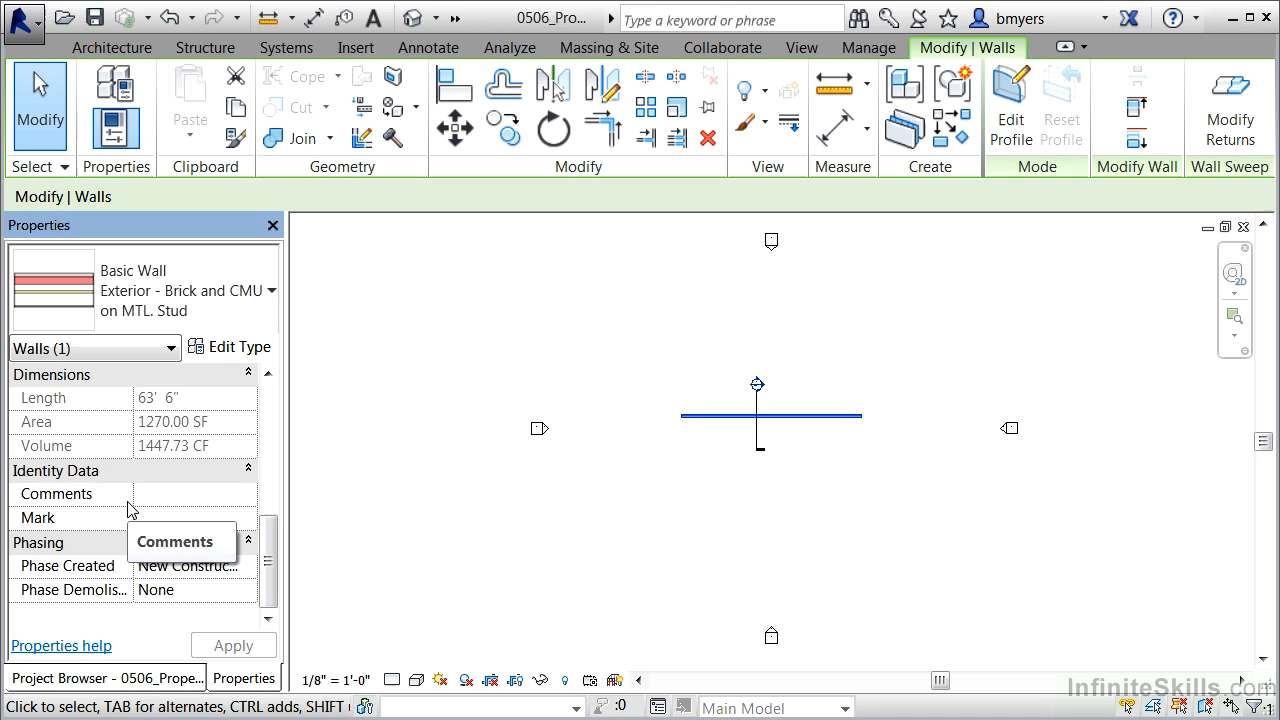 0506_Pro...
Type a keyword or phrase
bmyers
Architecture
Structure
Systems
Insert
Annotate
Analyze
Massing & Site
Collaborate
View
Manage
Modify | Walls
Modify
Paste
Cope
Cut
Join
Edit
Profile
Reset
Profile
Modify
Returns
Select
Properties
Clipboard
Geometry
Modify
View
Measure
Create
Mode
Modify Wall
Wall Sweep
Modify | Walls
Properties
Basic Wall
Exterior - Brick and CMU
on MTL. Stud
Walls (1)
Edit Type
Dimensions
Length 63' 6"
Area 1270.00 SF
Volume 1447.73 CF
Identity Data
Comments
Mark
Comments
Phasing
Phase Created New Construc...
Phase Demolis... None
Properties help
Apply
2D
Project Browser - 0506_Prope...
Properties
1/8" = 1'-0"
Click to select, TAB for alternates, CTRL adds, SHIFT
:0
Main Model
:0
InfiniteSkills.com